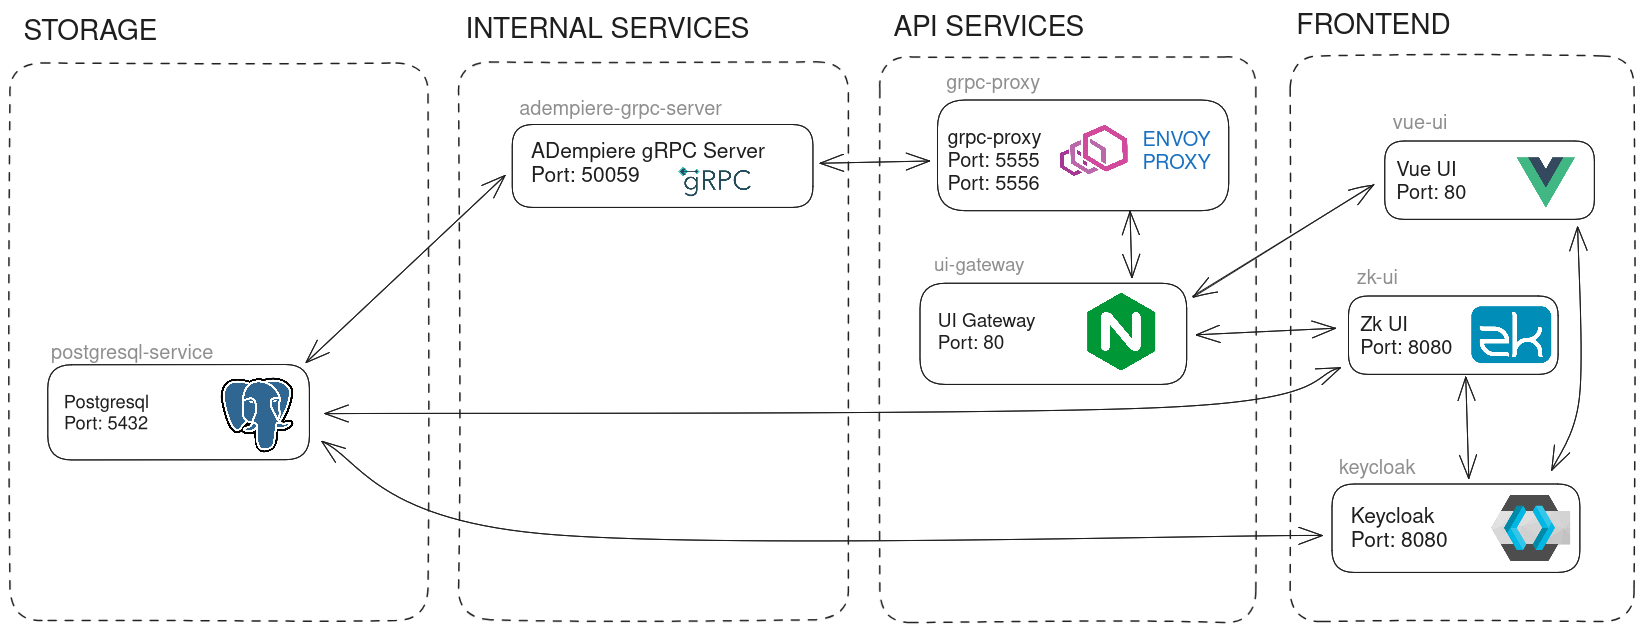 STORAGE
postgresql-service
Postgresql
Port: 5432
INTERNAL SERVICES
adempiere-grpc-server
ADempiere gRPC Server
Port: 50059
gRPC
API SERVICES
grpc-proxy
grpc-proxy
Port: 5555
Port: 5556
ENVOY
PROXY
ui-gateway
UI Gateway
Port: 80
N
FRONTEND
vue-ui
Vue UI
Port: 80
zk-ui
Zk UI
Port: 8080
zk
keycloak
Keycloak
Port: 8080